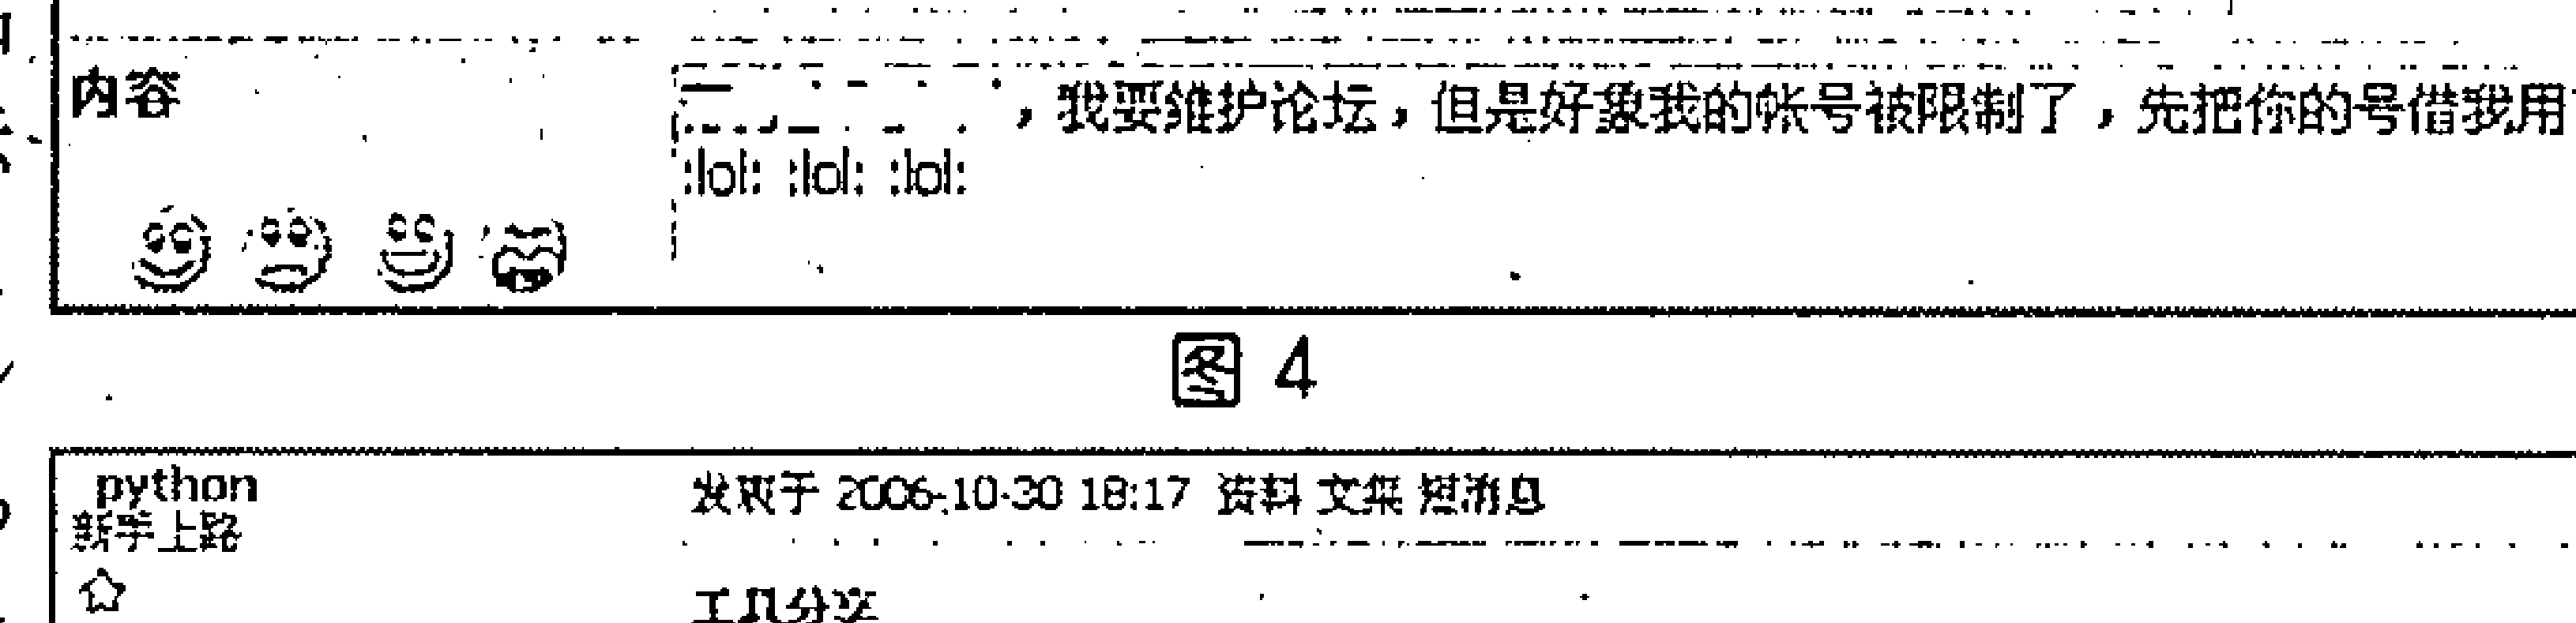 内容
，我要维护论坛，但是好象我的帐号被限制了，先把你的号借我用
:lol: :lol: :lol:
图 4
python
发表于 2006-10-30 18:17 资料 文集 短消息
新手上路
工具分享